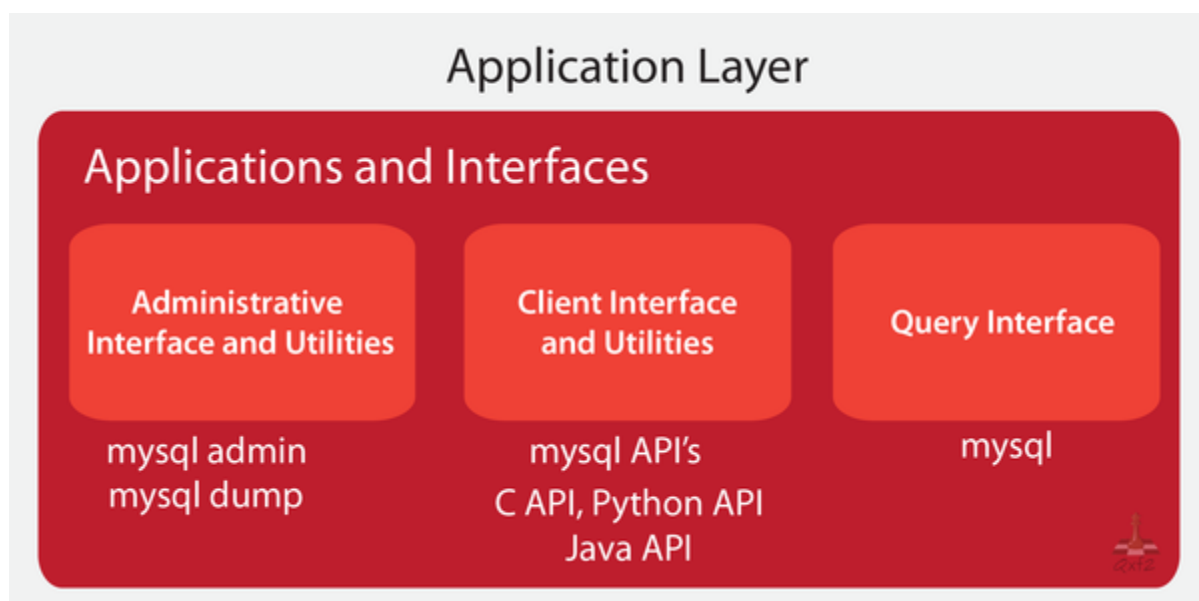 Application Layer
Applications and Interfaces
Administrative
Interface and Utilities
mysql admin
mysql dump
Client Interface
and Utilities
mysql API's
C API, Python API
Java API
Query Interface
mysql
Qxf2